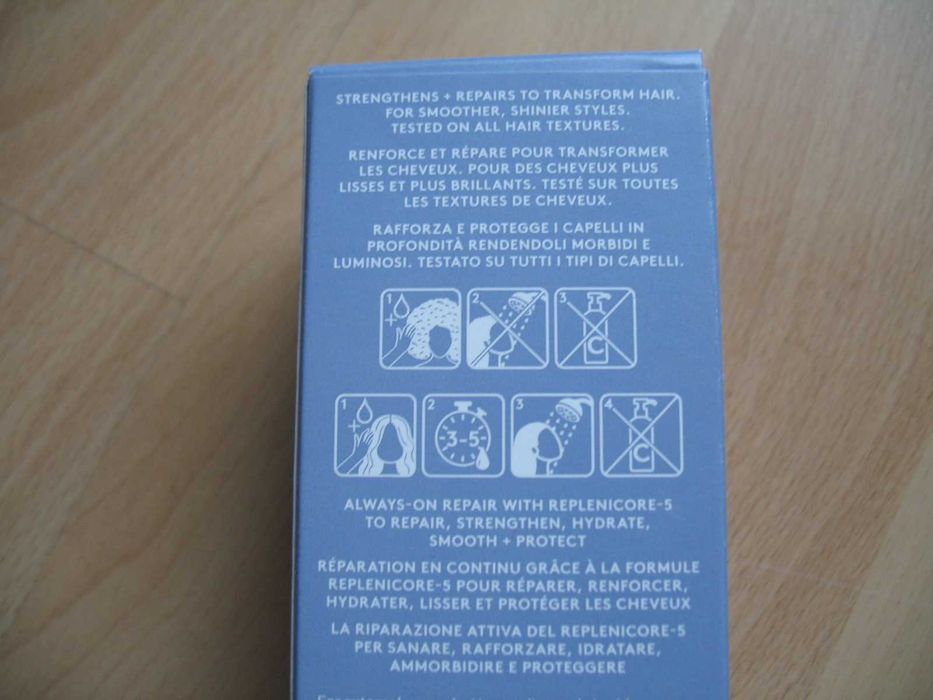 STRENGTHENS + REPAIRS TO TRANSFORM HAIR.
FOR SMOOTHER, SHINIER STYLES.
TESTED ON ALL HAIR TEXTURES.
RENFORCE ET RÉPARE POUR TRANSFORMER
LES CHEVEUX. POUR DES CHEVEUX PLUS
LISSES ET PLUS BRILLANTS. TESTÉ SUR TOUTES
LES TEXTURES DE CHEVEUX.
RAFFORZA E PROTEGGE I CAPELLI IN
PROFONDITÀ RENDENDOLI MORBIDI E
LUMINOSI. TESTATO SU TUTTI I TIPI DI CAPELLI.
1 + 2 3 C
1 + 2 3-5 3 4 C
ALWAYS-ON REPAIR WITH REPLENICORE-5
TO REPAIR, STRENGTHEN, HYDRATE,
SMOOTH + PROTECT
RÉPARATION EN CONTINU GRÂCE À LA FORMULE
REPLENICORE-5 POUR RÉPARER, RENFORCER,
HYDRATER, LISSER ET PROTÉGER LES CHEVEUX
LA RIPARAZIONE ATTIVA DEL REPLENICORE-5
PER SANARE, RAFFORZARE, IDRATARE,
AMMORBIDIRE E PROTEGGERE